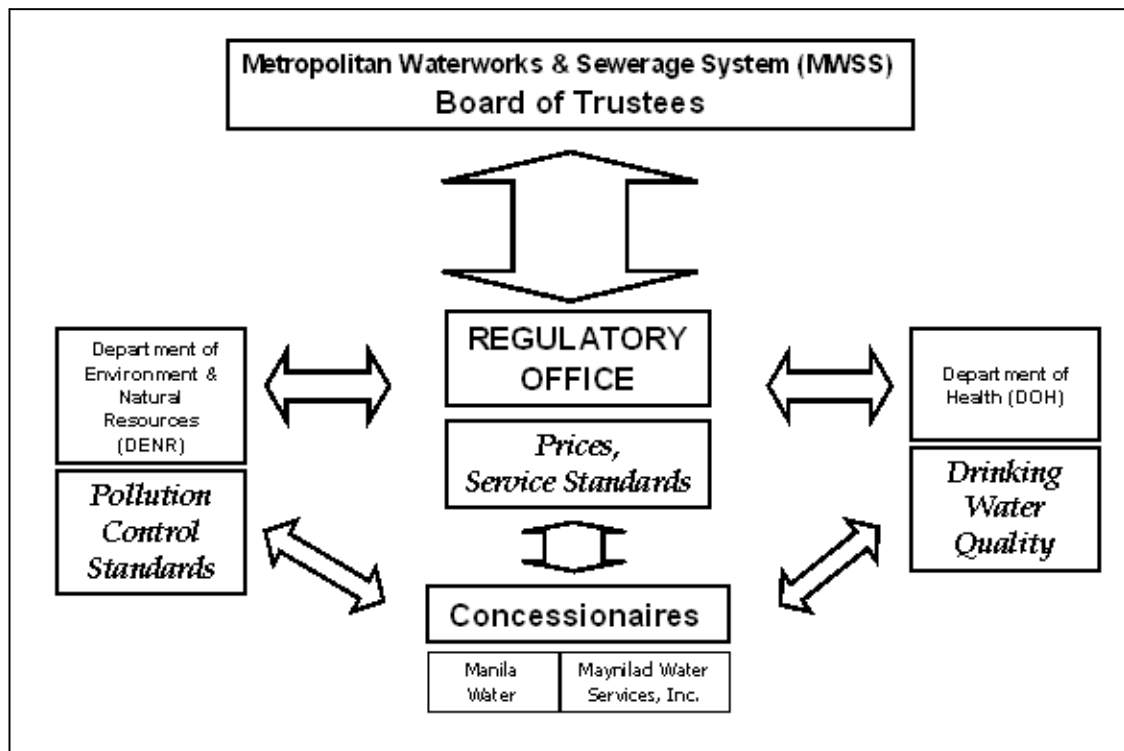 Metropolitan Waterworks & Sewerage System (MWSS)
Board of Trustees
REGULATORY
OFFICE
Prices,
Service Standards
Department of
Environment &
Natural
Resources
(DENR)
Pollution
Control
Standards
Department of
Health (DOH)
Drinking
Water
Quality
Concessionaires
Manila
Water
Maynilad Water
Services, Inc.